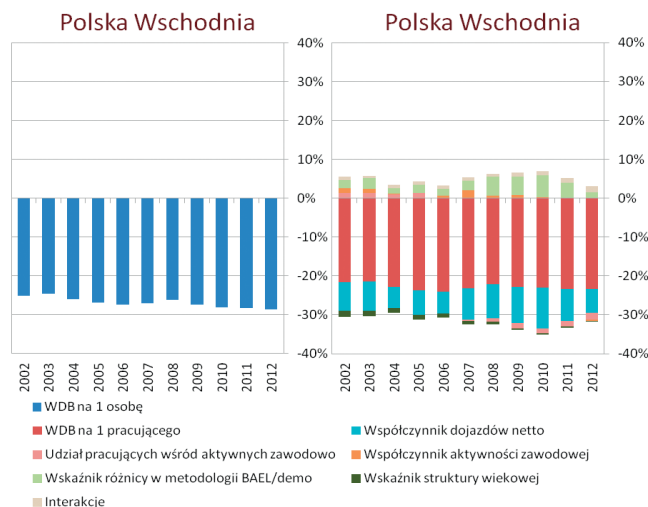 Polska Wschodnia
Polska Wschodnia
40%
30%
20%
10%
0%
-10%
-20%
-30%
-40%
40%
30%
20%
10%
0%
-10%
-20%
-30%
-40%
2002 2003 2004 2005 2006 2007 2008 2009 2010 2011 2012
2002 2003 2004 2005 2006 2007 2008 2009 2010 2011 2012
WDB na 1 osobę
WDB na 1 pracującego
Współczynnik dojazdów netto
Udział pracujących wśród aktywnych zawodowo
Współczynnik aktywności zawodowej
Wskaźnik różnicy w metodologii BAEL/demo
Wskaźnik struktury wiekowej
Interakcje